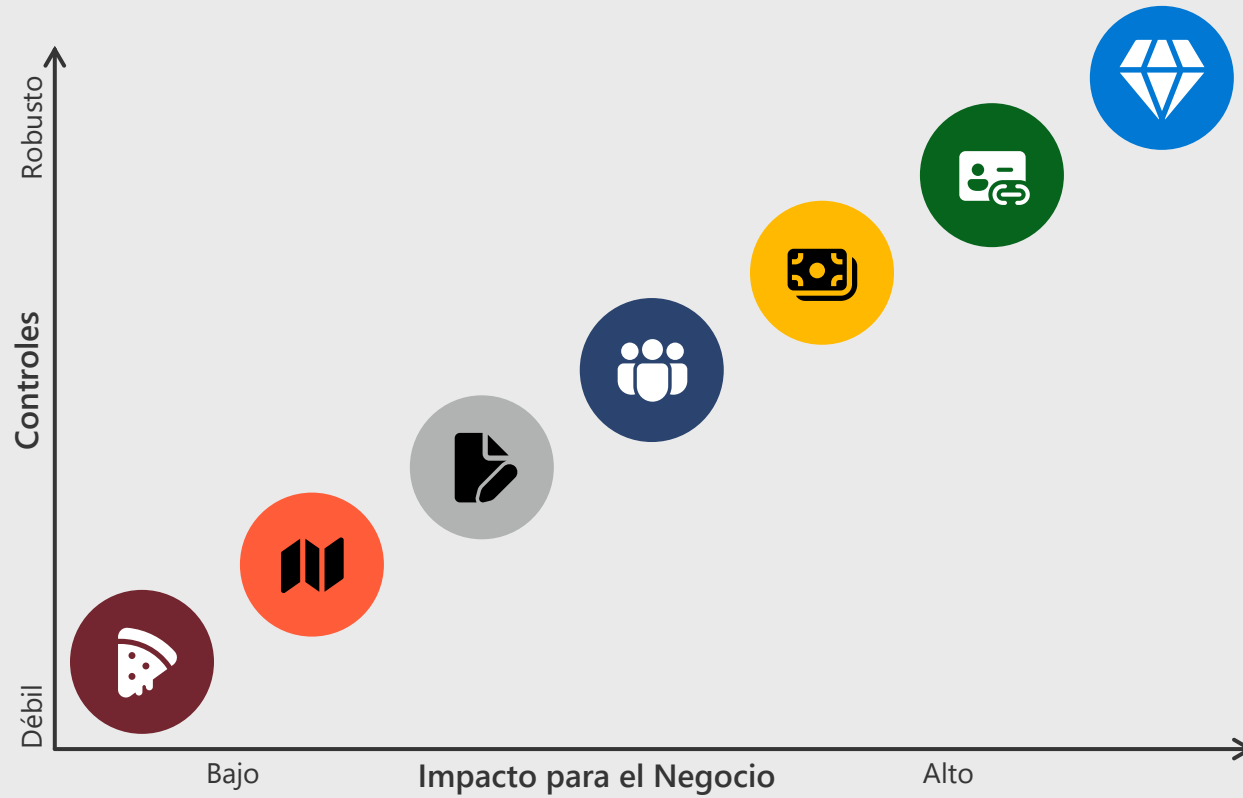 Robusto
Controles
Débil
Bajo
Impacto para el Negocio
Alto